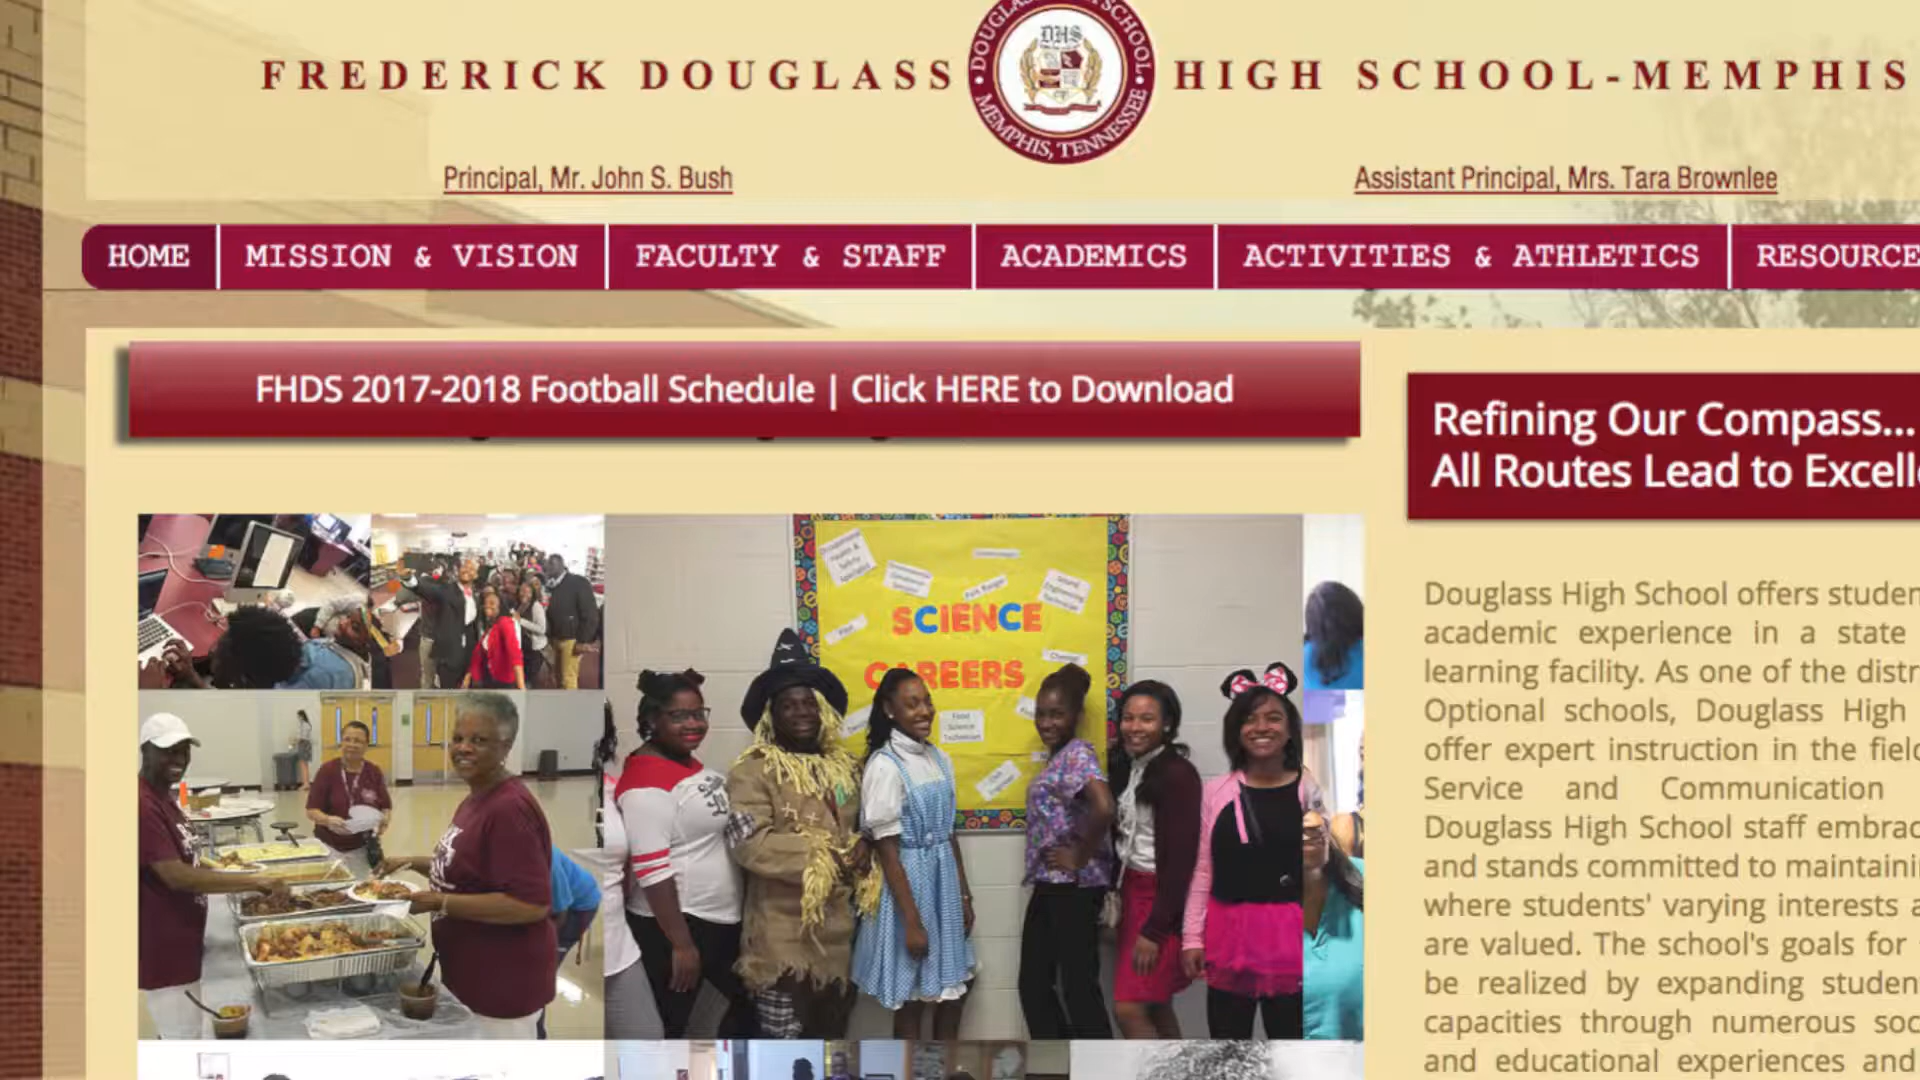 FREDERICK DOUGLASS
HIGH SCHOOL-MEMPHIS
DHS
MEMPHIS, TENNESSEE
Principal, Mr. John S. Bush
Assistant Principal, Mrs. Tara Brownlee
HOME
MISSION & VISION
FACULTY & STAFF
ACADEMICS
ACTIVITIES & ATHLETICS
RESOURCE
FHDS 2017-2018 Football Schedule | Click HERE to Download
Refining Our Compass...
All Routes Lead to Excell
SCIENCE
CAREERS
Food
Science
Technician
Douglass High School offers studen
academic experience in a state
learning facility. As one of the distr
Optional schools, Douglass High
offer expert instruction in the fiel
Service and Communication
Douglass High School staff embrac
and stands committed to maintaini
where students' varying interests a
are valued. The school's goals for
be realized by expanding studen
capacities through numerous soc
and educational experiences and